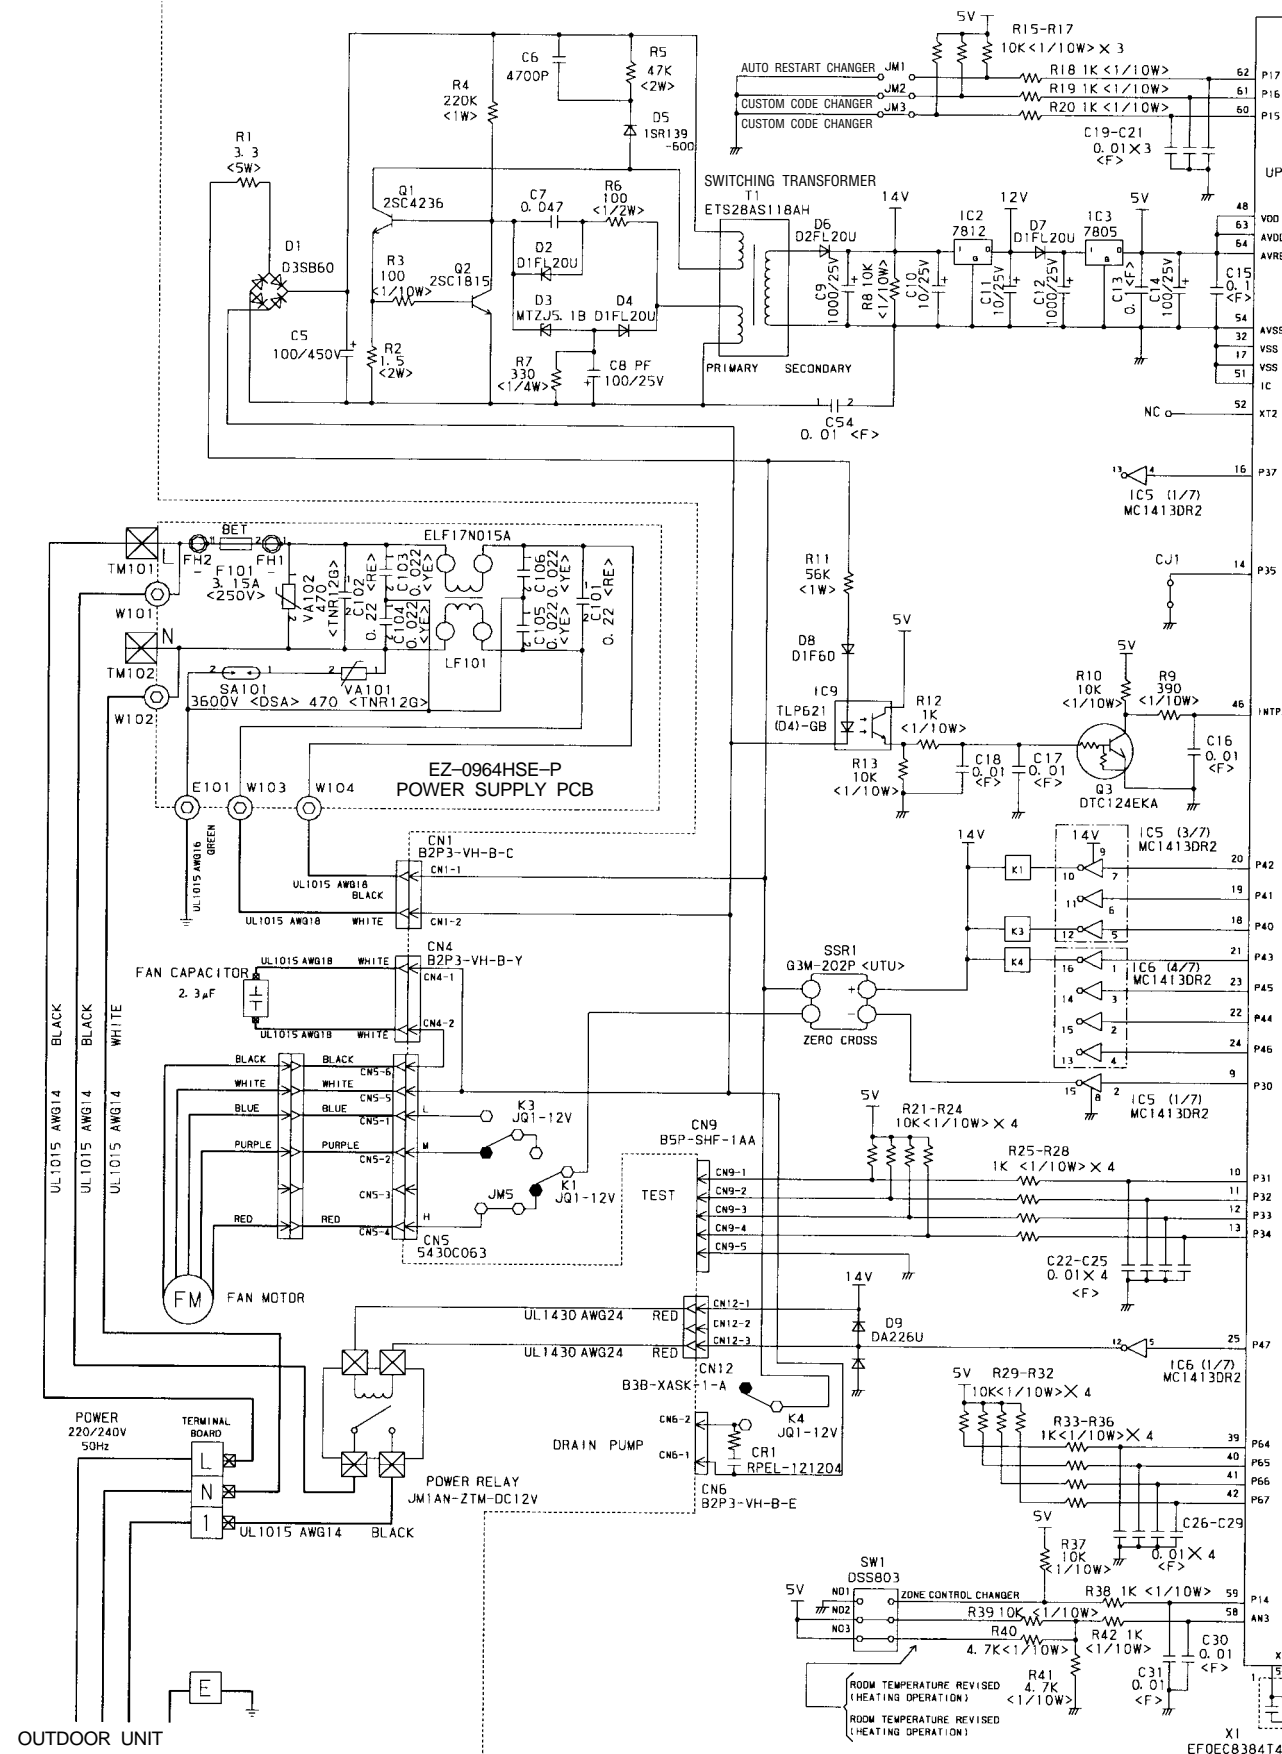 5V
R15-R17
10K<1/10W>×3
AUTO RESTART CHANGER JM1
R18 1K <1/10W>
62 P17
JM2
R19 1K <1/10W>
61 P16
CUSTOM CODE CHANGER JM3
R20 1K <1/10W>
60 P15
CUSTOM CODE CHANGER
C19-C21
0.01×3
<F>
C6
4700P
R5
47K
<2W>
R4
220K
<1W>
D5
1SR139
-600
R1
3.3
<5W>
UP
SWITCHING TRANSFORMER
T1
ETS28AS118AH
Q1
2SC4236
C7
0.047
R6
100
<1/2W>
D6
D2FL20U
14V
IC2
7812
12V
D7
D1FL20U
IC3
7805
5V
48 VDD
63 AVDD
64 AVRE
D1
D3SB60
R3
100
<1/10W>
Q2
2SC1815
D2
D1FL20U
D3
MTZJ5.1B
D4
D1FL20U
C9
1000/25V
R8 10K
<1/10W>
C10
10/25V
C11
10/25V
C12
1000/25V
C13
0.1 <F>
C14
100/25V
C15
0.1
<F>
54 AVSS
32 VSS
17 VSS
51 IC
C5
100/450V
R2
1.5
<2W>
R7
330
<1/4W>
C8 PF
100/25V
PRIMARY
SECONDARY
1 2
C54
0.01 <F>
NC
52 XT2
13 4
16 P37
IC5 (1/7)
MC1413DR2
CJ1
14 P35
L
TM101
FH2
BET
FH1
F101
3.15A
<250V>
ELF17N015A
LF101
VA102
470
<TNR12G>
C102
0.22 <RE>
C103
0.022
<YE>
C104
0.022
<YE>
C106
0.022
<YE>
C105
0.022
<YE>
C101
0.22 <RE>
W101
N
TM102
W102
SA101
3600V <DSA>
VA101
470 <TNR12G>
EZ-0964HSE-P
POWER SUPPLY PCB
E101
W103
W104
R11
56K
<1W>
D8
D1F60
IC9
TLP621
(D4)-GB
5V
R12
1K
<1/10W>
R13
10K
<1/10W>
C18
0.01
<F>
C17
0.01
<F>
5V
R10
10K
<1/10W>
R9
390
<1/10W>
46 INTP
C16
0.01
<F>
Q3
DTC124EKA
UL1015 AWG16
GREEN
CN1
B2P3-VH-B-C
CN1-1
UL1015 AWG18
BLACK
UL1015 AWG18 WHITE
CN1-2
14V
K1
K3
K4
14V
9
10 7
11 6
12 5
IC5 (3/7)
MC1413DR2
20 P42
19 P41
18 P40
21 P43
16 1
14 3
15 2
13 4
IC6 (4/7)
MC1413DR2
23 P45
22 P44
24 P46
9 P30
15 8 2
IC5 (1/7)
MC1413DR2
SSR1
G3M-202P <UTU>
+
−
ZERO CROSS
CN4
B2P3-VH-B-Y
CN4-1
CN4-2
UL1015 AWG18 WHITE
UL1015 AWG18 WHITE
FAN CAPACITOR
2.3µF
BLACK BLACK CN5-6
WHITE WHITE CN5-5
BLUE BLUE CN5-1 L
PURPLE PURPLE CN5-2 M
CN5-3
RED RED CN5-4 H
CN5
5430C063
K3
JQ1-12V
JM5
K1
JQ1-12V
FM
FAN MOTOR
UL1015 AWG14 BLACK
UL1015 AWG14 BLACK
UL1015 AWG14 WHITE
5V
R21-R24
10K<1/10W>×4
CN9
B5P-SHF-1AA
TEST
CN9-1
CN9-2
CN9-3
CN9-4
CN9-5
R25-R28
1K <1/10W>×4
10 P31
11 P32
12 P33
13 P34
C22-C25
0.01×4
<F>
14V
UL1430 AWG24 RED
CN12-1
CN12-2
CN12-3
UL1430 AWG24 RED
CN12
B3B-XASK-1-A
D9
DA226U
12 5
25 P47
IC6 (1/7)
MC1413DR2
K4
JQ1-12V
DRAIN PUMP
CN6-2
CN6-1
CR1
RPEL-121204
CN6
B2P3-VH-B-E
5V
R29-R32
10K<1/10W>×4
R33-R36
1K<1/10W>×4
39 P64
40 P65
41 P66
42 P67
C26-C29
0.01×4
<F>
POWER
220/240V
50Hz
TERMINAL
BOARD
L
N
1
POWER RELAY
JM1AN-ZTM-DC12V
UL1015 AWG14 BLACK
5V
R37
10K
<1/10W>
SW1
DSS803
5V
NO1
NO2
NO3
ZONE CONTROL CHANGER
R38 1K <1/10W>
59 P14
R39 10K <1/10W>
58 AN3
R40
4.7K<1/10W>
R42 1K
<1/10W>
R41
4.7K
<1/10W>
C30
0.01
<F>
C31
0.01
<F>
ROOM TEMPERATURE REVISED
(HEATING OPERATION)
ROOM TEMPERATURE REVISED
(HEATING OPERATION)
E
OUTDOOR UNIT
X1
EFOEC8384T4